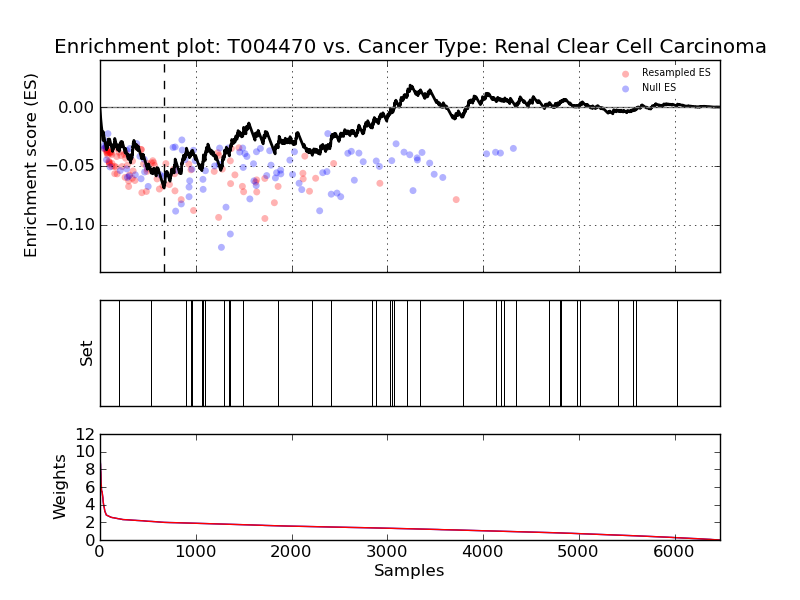 Enrichment plot: T004470 vs. Cancer Type: Renal Clear Cell Carcinoma
Enrichment score (ES)
0.00
−0.05
−0.10
Resampled ES
Null ES
Set
Weights
12
10
8
6
4
2
0
0 1000 2000 3000 4000 5000 6000
Samples